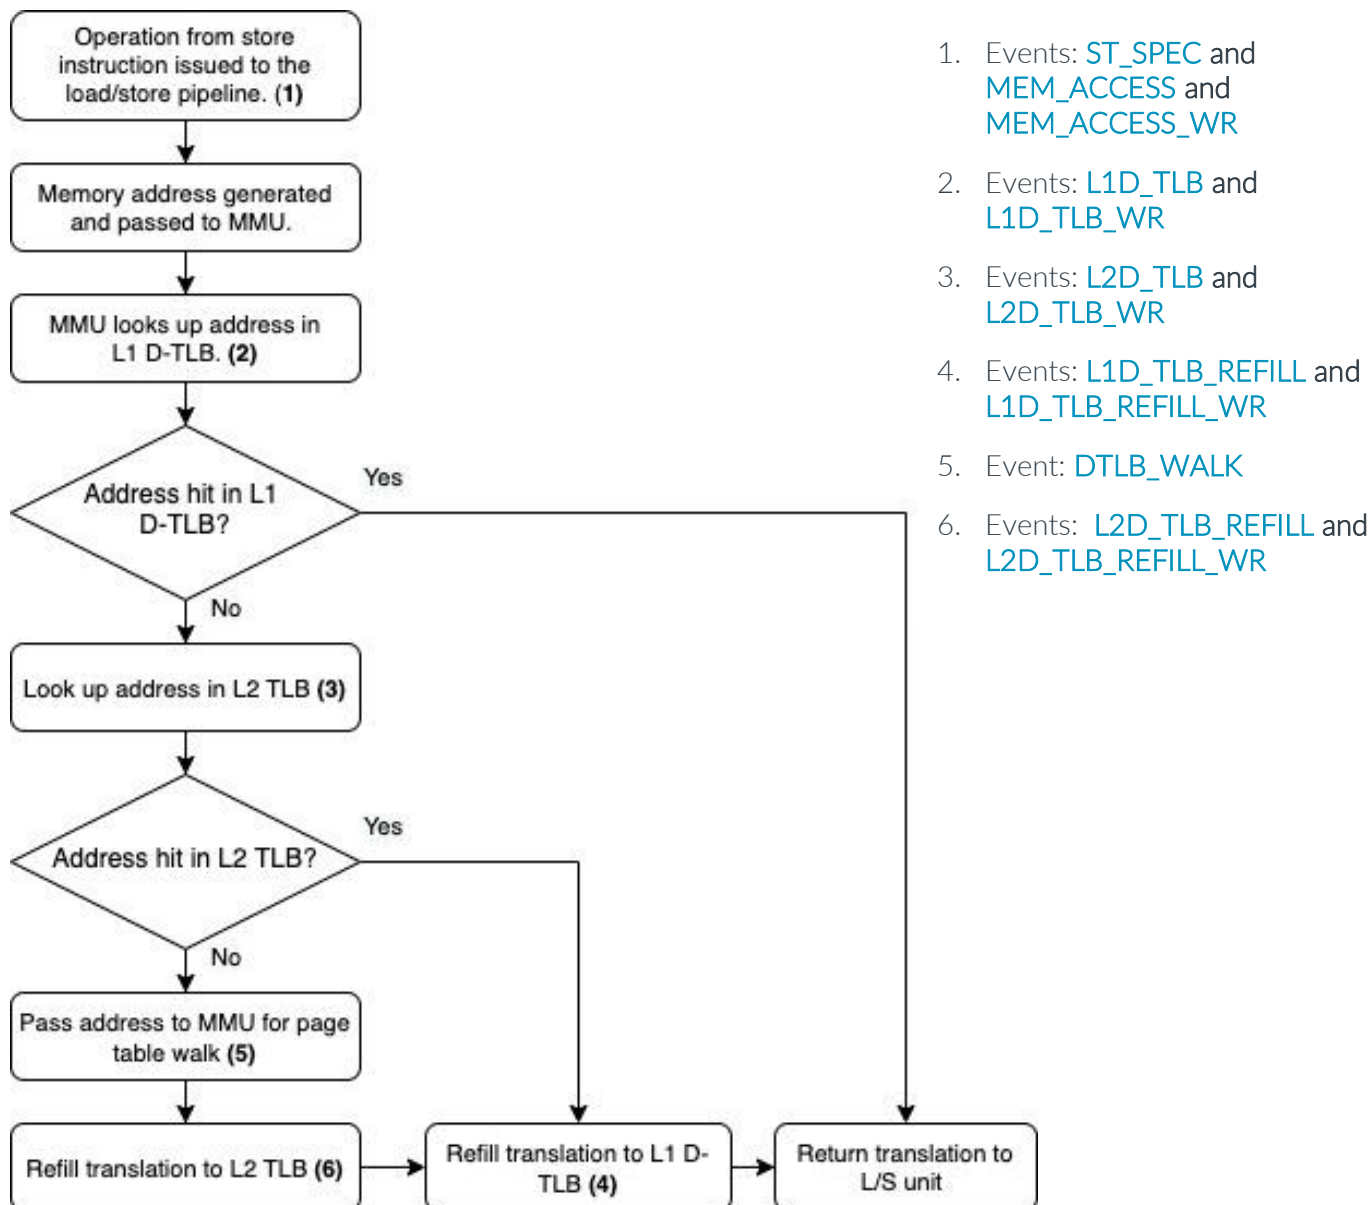 Operation from store
instruction issued to the
load/store pipeline. (1)
Memory address generated
and passed to MMU.
MMU looks up address in
L1 D-TLB. (2)
Address hit in L1
D-TLB?
Yes
No
Look up address in L2 TLB (3)
Address hit in L2 TLB?
Yes
No
Pass address to MMU for page
table walk (5)
Refill translation to L2 TLB (6)
Refill translation to L1 D-
TLB (4)
Return translation to
L/S unit
1. Events: ST_SPEC and
MEM_ACCESS and
MEM_ACCESS_WR
2. Events: L1D_TLB and
L1D_TLB_WR
3. Events: L2D_TLB and
L2D_TLB_WR
4. Events: L1D_TLB_REFILL and
L1D_TLB_REFILL_WR
5. Event: DTLB_WALK
6. Events: L2D_TLB_REFILL and
L2D_TLB_REFILL_WR